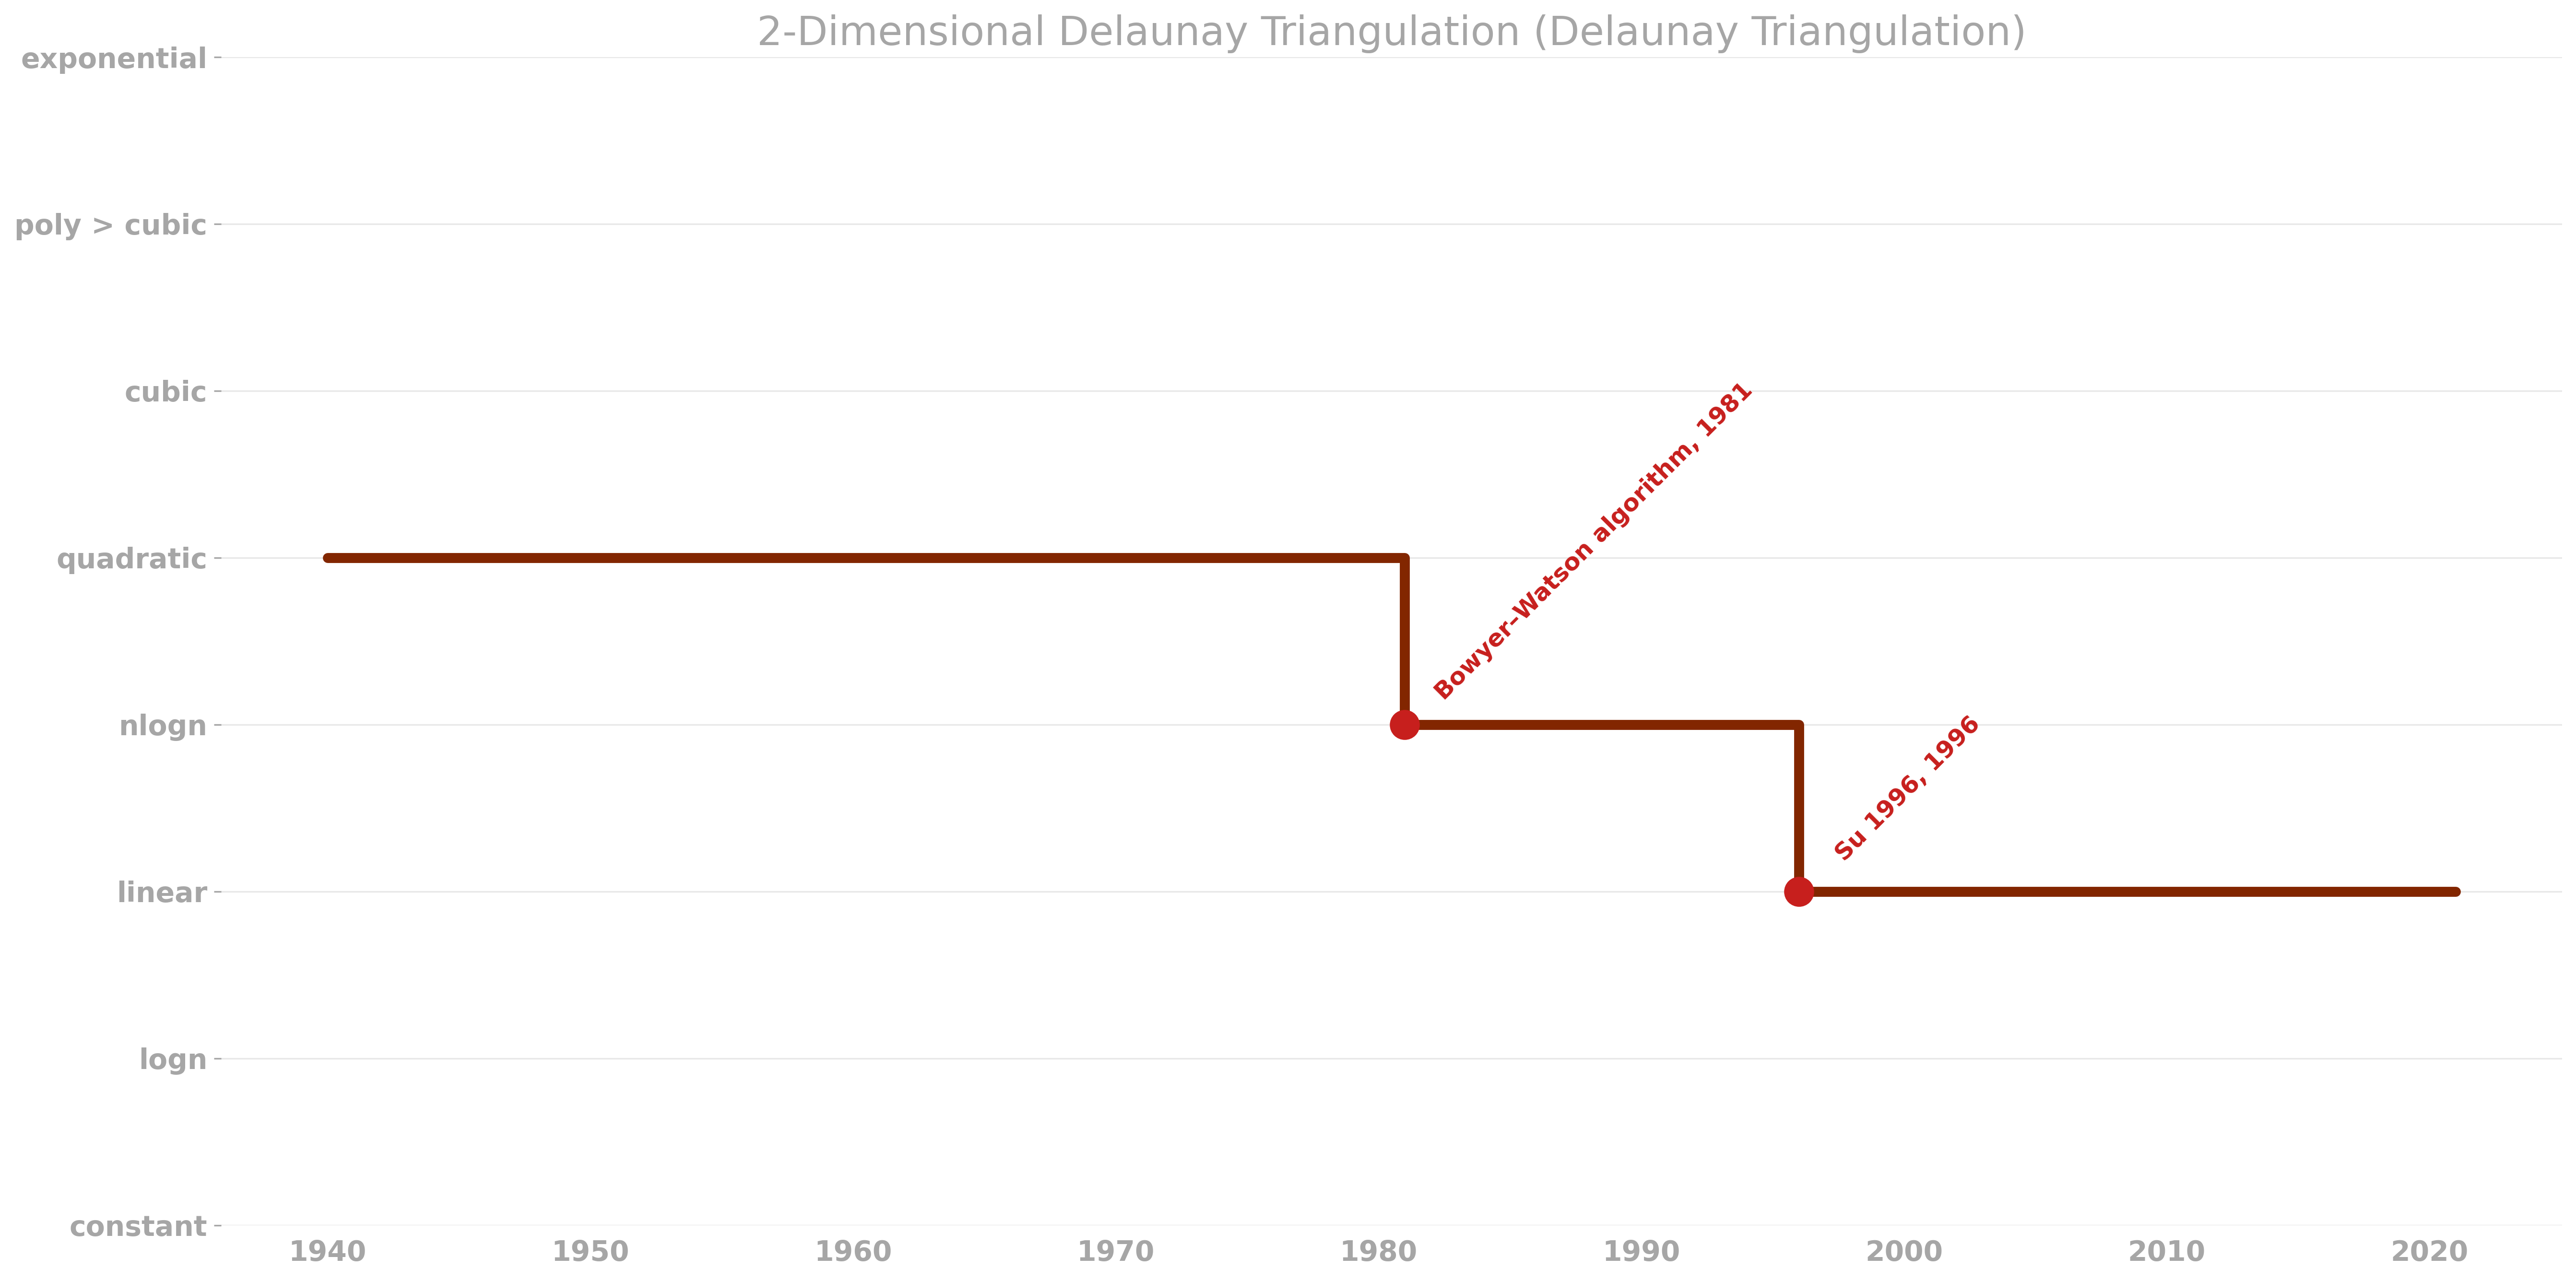 2-Dimensional Delaunay Triangulation (Delaunay Triangulation)
exponential
poly > cubic
cubic
quadratic
nlogn
linear
logn
constant
Bowyer–Watson algorithm, 1981
Su 1996, 1996
1940 1950 1960 1970 1980 1990 2000 2010 2020